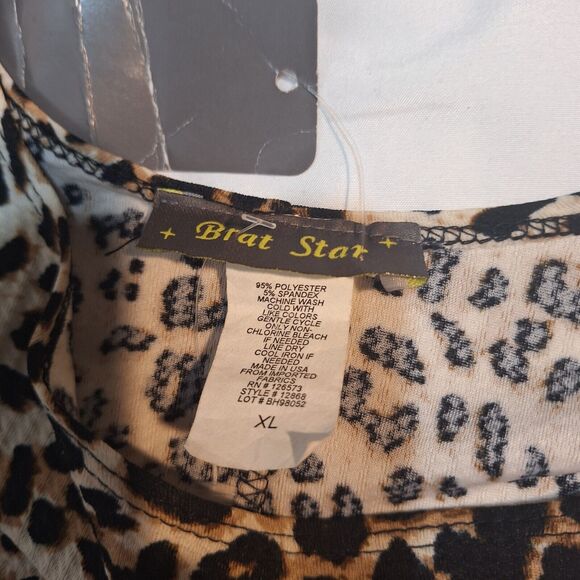 + Brat Star +
95% POLYESTER
5% SPANDEX
MACHINE WASH
COLD WITH
LIKE COLORS
GENTLE CYCLE
ONLY NON-
CHLORINE BLEACH
IF NEEDED
LINE DRY
COOL IRON IF
NEEDED
MADE IN USA
FROM IMPORTED
FABRICS
RN # 126573
STYLE # 12868
LOT # BH98052
XL